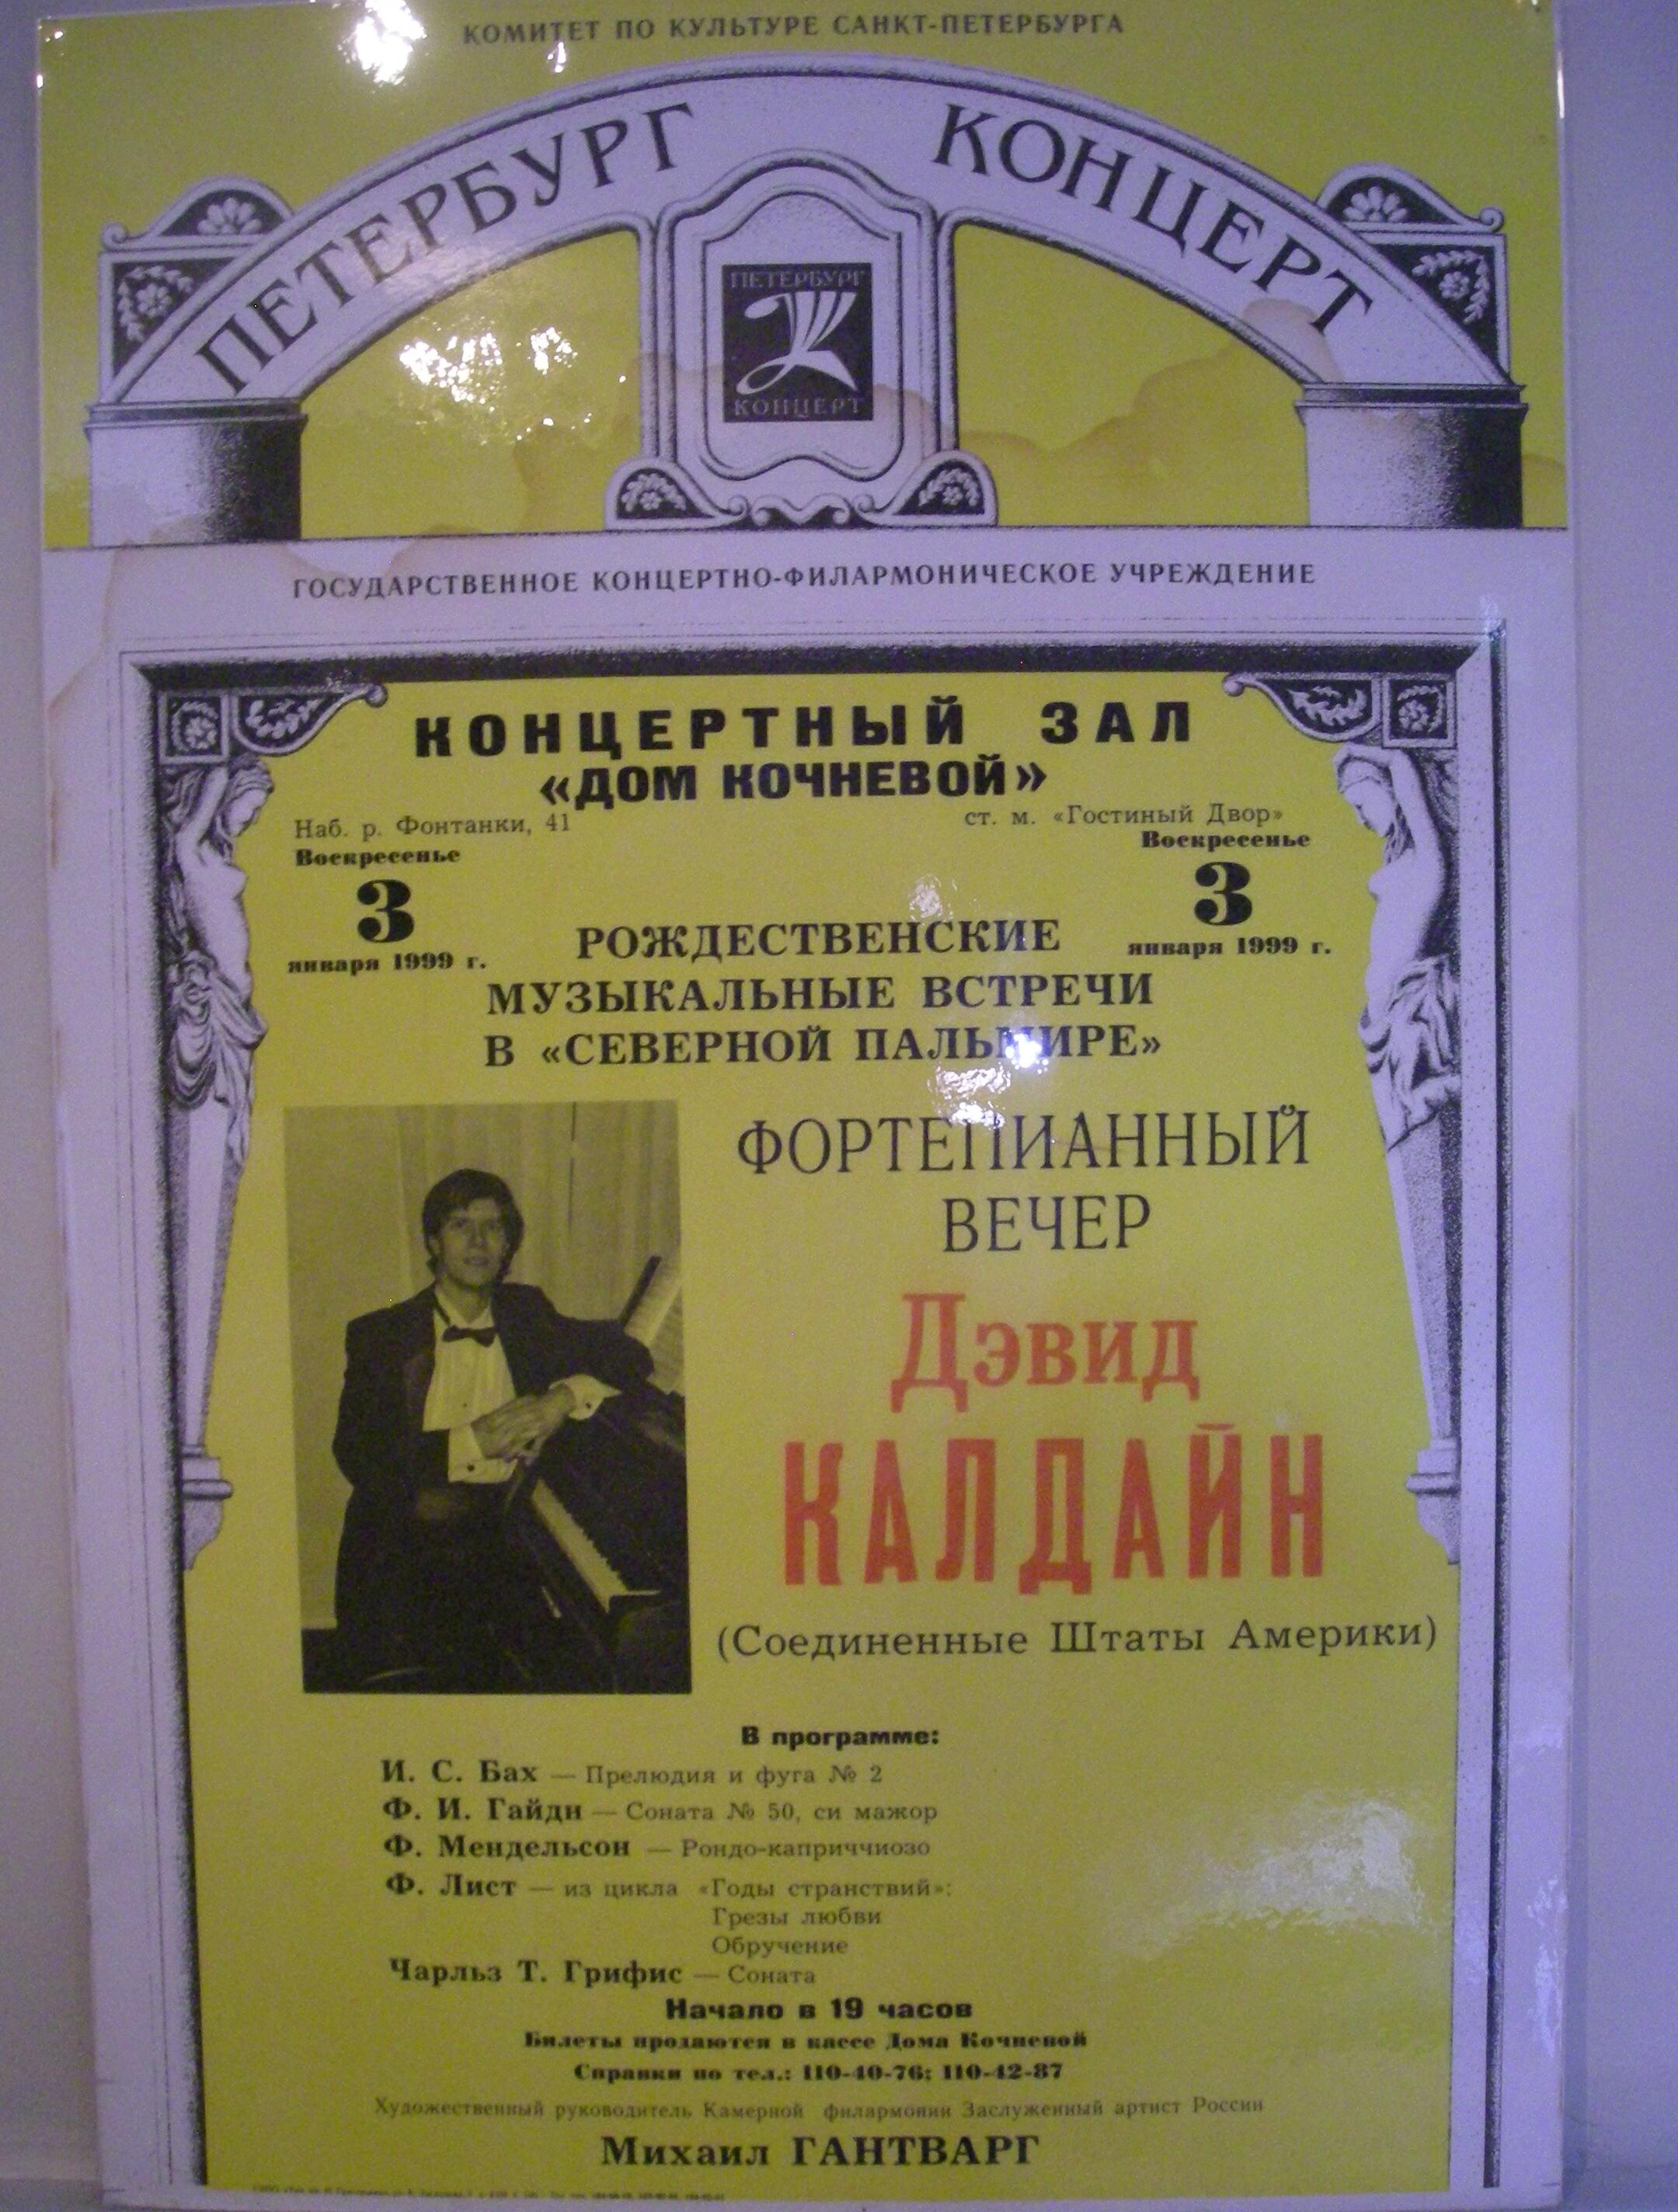 КОМИТЕТ ПО КУЛЬТУРЕ САНКТ-ПЕТЕРБУРГА
ПЕТЕРБУРГ КОНЦЕРТ
ПЕТЕРБУРГ
КОНЦЕРТ
ГОСУДАРСТВЕННОЕ КОНЦЕРТНО-ФИЛАРМОНИЧЕСКОЕ УЧРЕЖДЕНИЕ
КОНЦЕРТНЫЙ ЗАЛ
«ДОМ КОЧНЕВОЙ»
Наб. р. Фонтанки, 41 ст. м. «Гостиный Двор»
Воскресенье Воскресенье
3 3
января 1999 г. января 1999 г.
РОЖДЕСТВЕНСКИЕ
МУЗЫКАЛЬНЫЕ ВСТРЕЧИ
В «СЕВЕРНОЙ ПАЛЬМИРЕ»
ФОРТЕПИАННЫЙ
ВЕЧЕР
Дэвид
КАЛДАЙН
(Соединенные Штаты Америки)
В программе:
И. С. Бах — Прелюдия и фуга № 2
Ф. И. Гайдн — Соната № 50, си мажор
Ф. Мендельсон — Рондо-каприччиозо
Ф. Лист — из цикла «Годы странствий»:
Грезы любви
Обручение
Чарльз Т. Грифис — Соната
Начало в 19 часов
Билеты продаются в кассе Дома Кочневой
Справки по тел.: 110-40-76; 110-42-87
Художественный руководитель Камерной филармонии Заслуженный артист России
Михаил ГАНТВАРГ